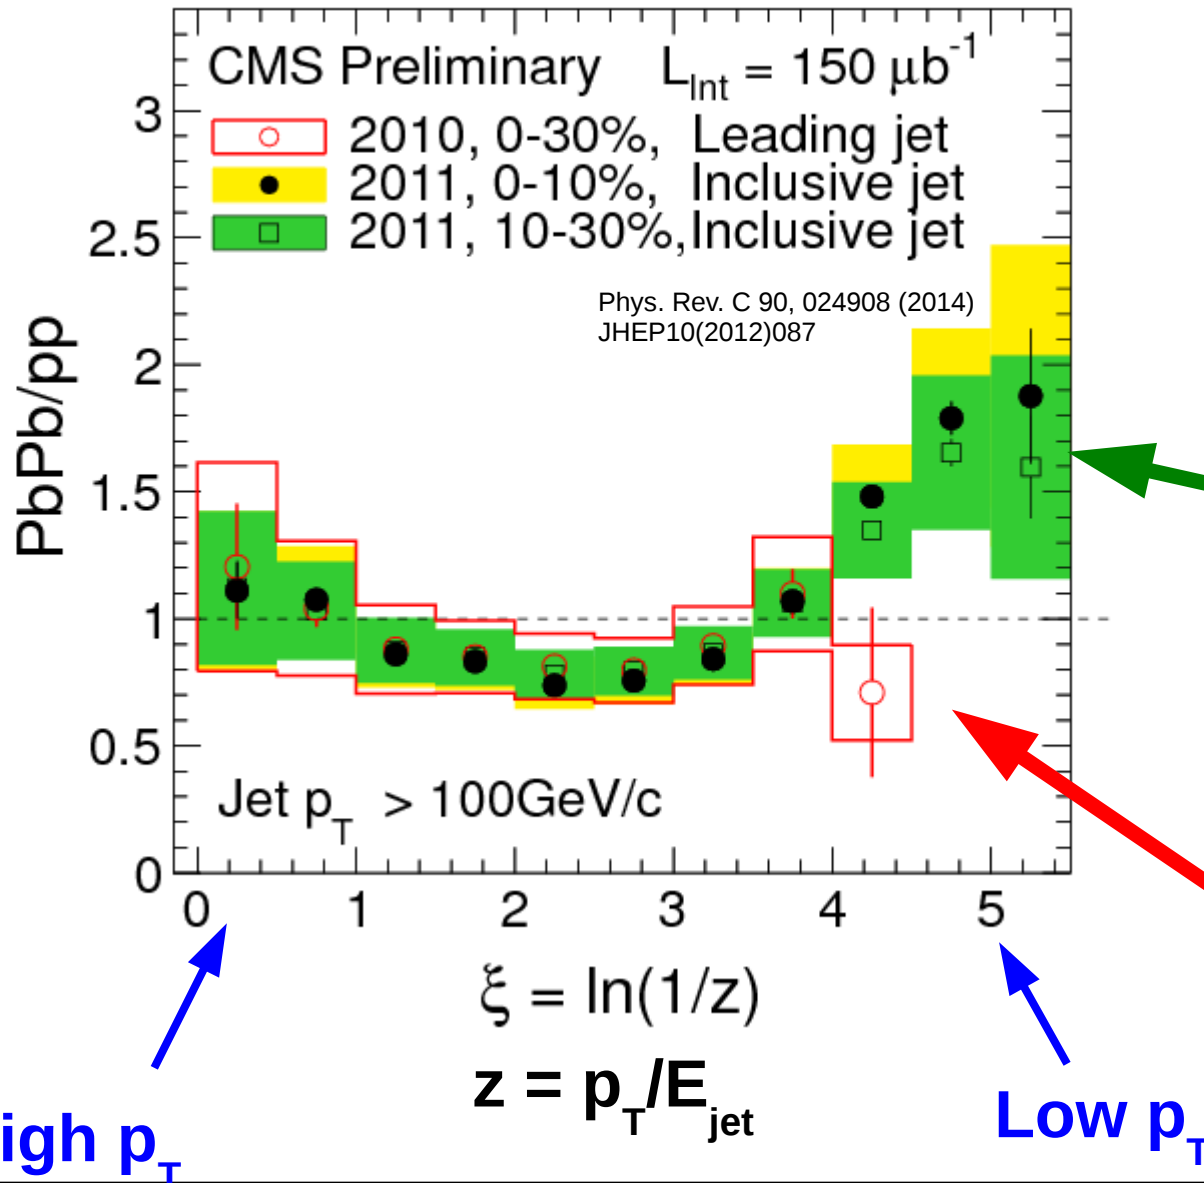 CMS Preliminary L_Int = 150 μb^-1
2010, 0-30%, Leading jet
2011, 0-10%, Inclusive jet
2011, 10-30%, Inclusive jet
Phys. Rev. C 90, 024908 (2014)
JHEP10(2012)087
3
2.5
2
1.5
1
0.5
0
PbPb/pp
Jet p_T > 100GeV/c
0 1 2 3 4 5
ξ = ln(1/z)
z = p_T/E_jet
igh p_T
Low p_T